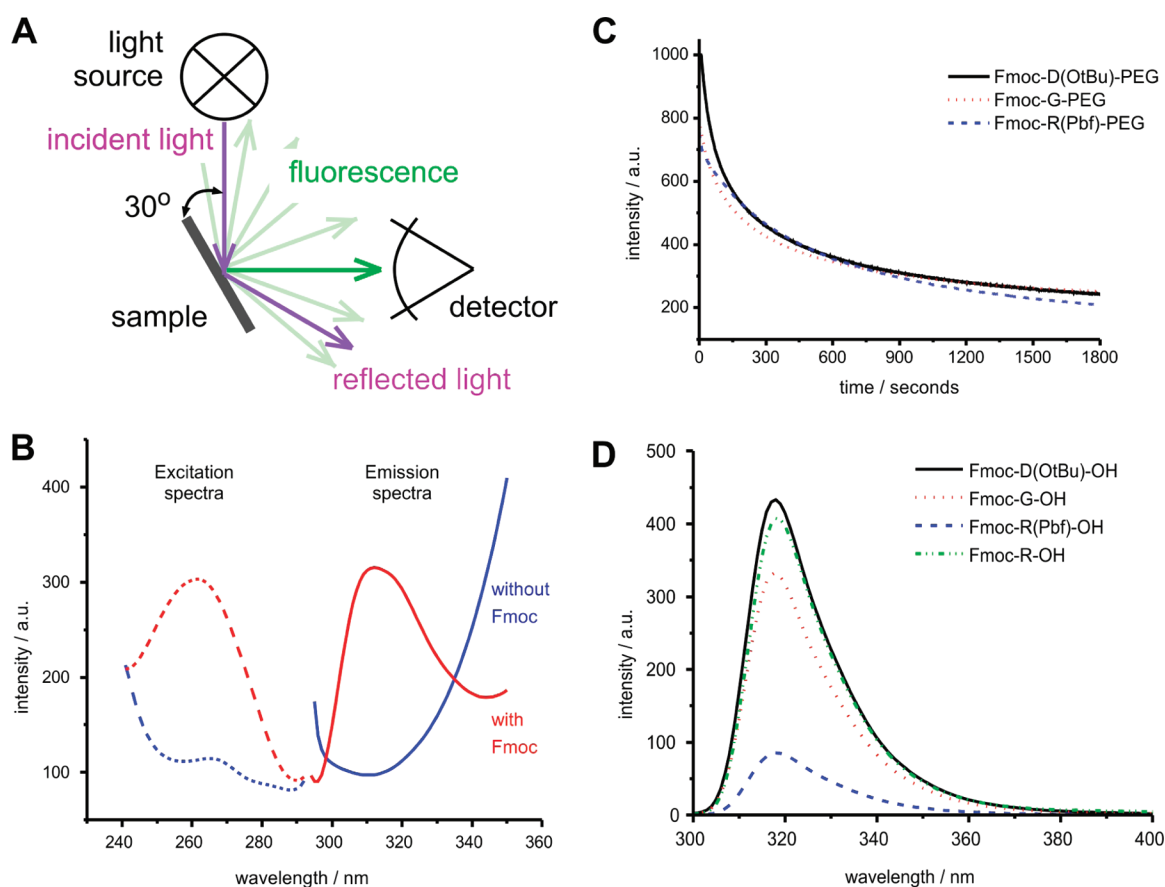 A
light
source
incident light
fluorescence
30°
sample
detector
reflected light
B
Excitation
spectra
Emission
spectra
intensity / a.u.
400
300
200
100
without
Fmoc
with
Fmoc
240 260 280 300 320 340 360
wavelength / nm
C
intensity / a.u.
1000
800
600
400
200
Fmoc-D(OtBu)-PEG
Fmoc-G-PEG
Fmoc-R(Pbf)-PEG
0 300 600 900 1200 1500 1800
time / seconds
D
intensity / a.u.
500
400
300
200
100
0
Fmoc-D(OtBu)-OH
Fmoc-G-OH
Fmoc-R(Pbf)-OH
Fmoc-R-OH
300 320 340 360 380 400
wavelength / nm